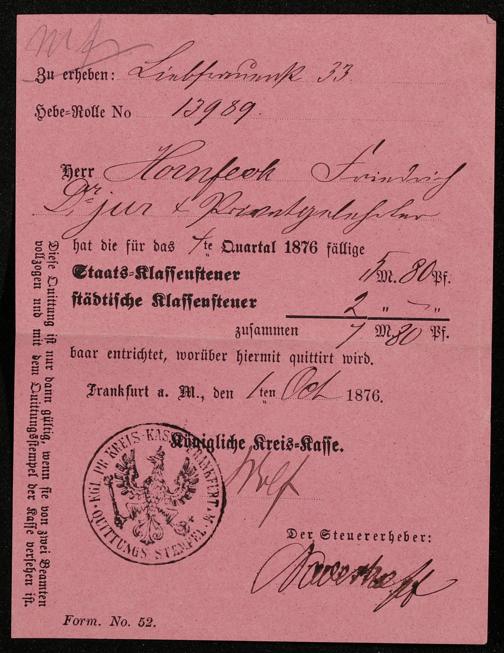 Zu erheben: Liebfrauenst 33
Hebe-Rolle No 13989.
Herr Hornfeck Friedrich
Dr jur & Privatgelehrter
hat die für das 4te Quartal 1876 fällige
Staats-Klassensteuer 5 M. 80 Pf.
städtische Klassensteuer 2 „ — „
zusammen 7 M. 80 Pf.
baar entrichtet, worüber hiermit quittirt wird.
Frankfurt a. M., den 1ten Oct 1876.
Königliche Kreis-Kasse.
Wolf
KGL. PR. KREIS-KASSE FRANKFURT a/M.
QUITTUNGS STEMPEL
Der Steuererheber:
Form. No. 52.
Diese Quittung ist nur dann gültig, wenn sie von zwei Beamten
vollzogen und mit dem Quittungsstempel der Kasse versehen ist.